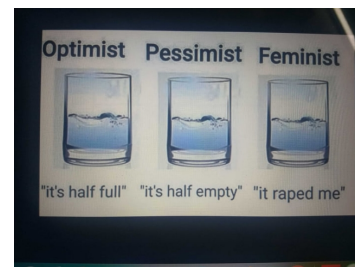 Optimist Pessimist Feminist
"it's half full" "it's half empty" "it raped me"